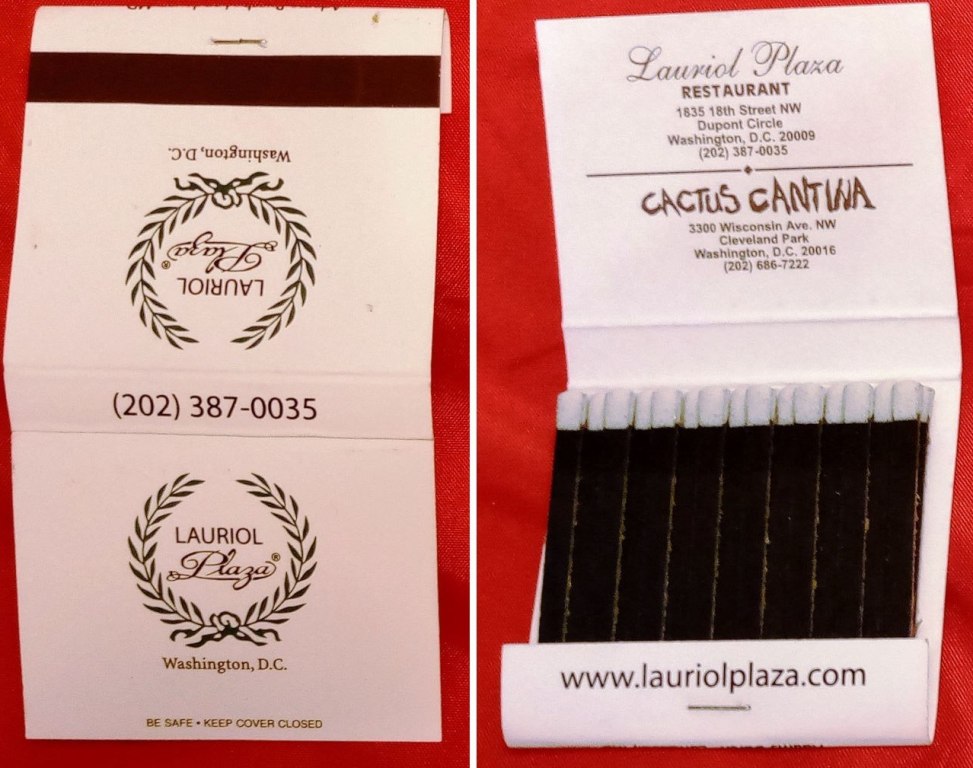 Washington, D.C.
LAURIOL
Plaza®
(202) 387-0035
LAURIOL
Plaza®
Washington, D.C.
BE SAFE • KEEP COVER CLOSED
Lauriol Plaza
RESTAURANT
1835 18th Street NW
Dupont Circle
Washington, D.C. 20009
(202) 387-0035
CACTUS CANTINA
3300 Wisconsin Ave. NW
Cleveland Park
Washington, D.C. 20016
(202) 686-7222
www.lauriolplaza.com